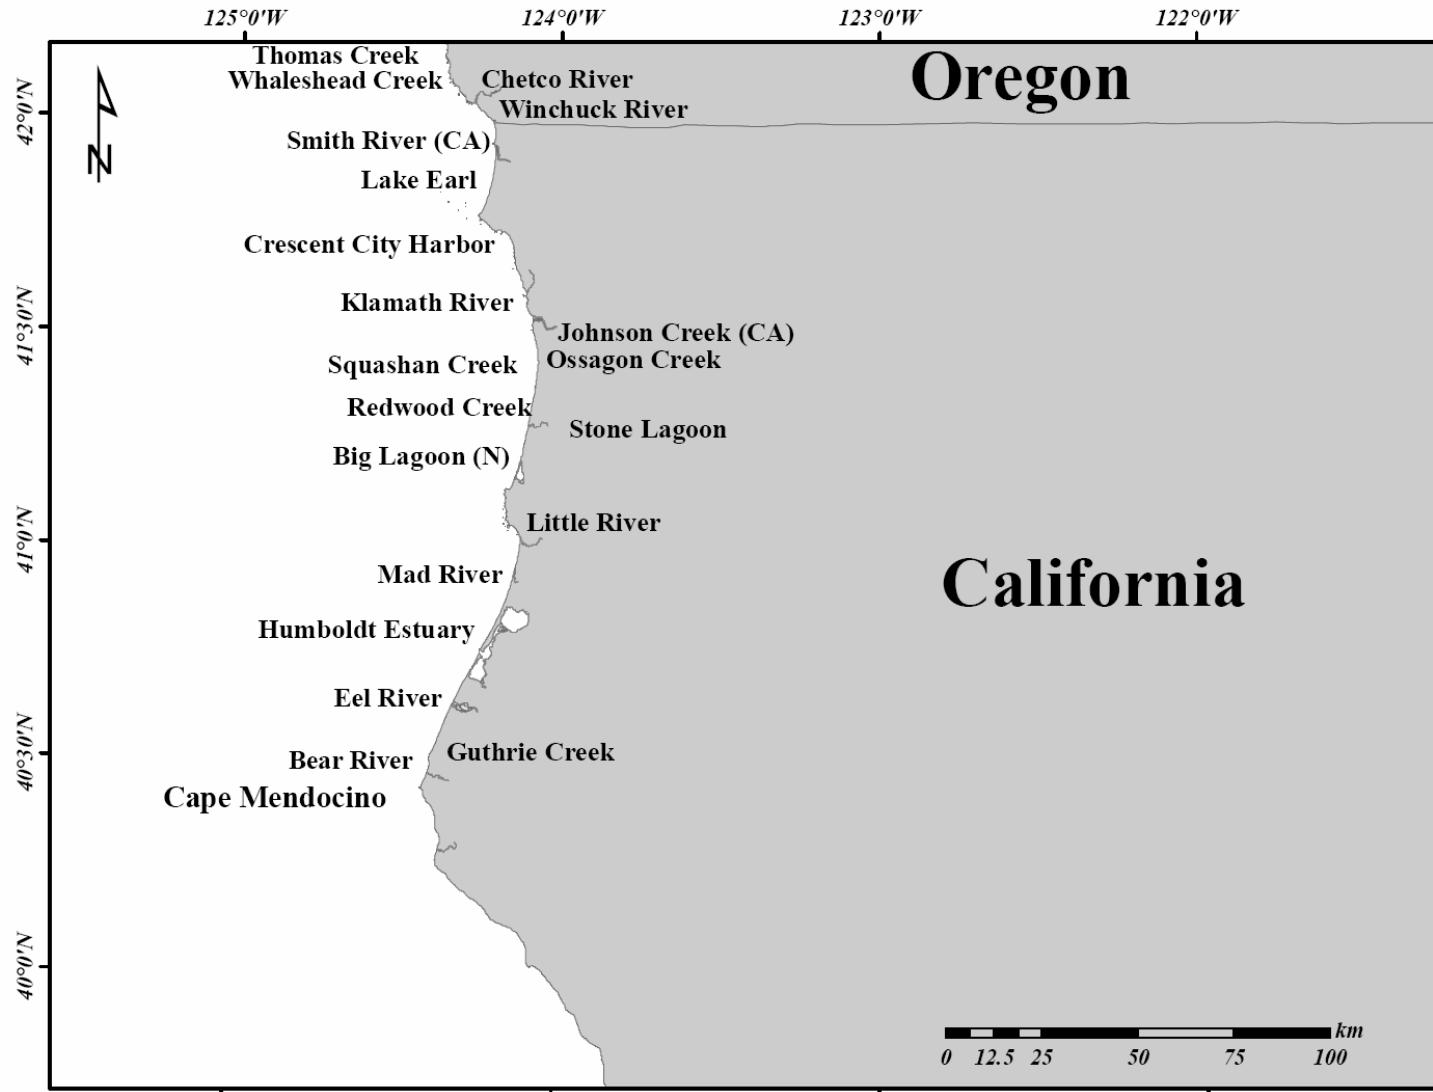 125°0'W
124°0'W
123°0'W
122°0'W
Thomas Creek
Oregon
Whaleshead Creek
Chetco River
42°0'N
Winchuck River
N
Smith River (CA)
Lake Earl
Crescent City Harbor
Klamath River
41°30'N
Johnson Creek (CA)
Squashan Creek
Ossagon Creek
Redwood Creek
Stone Lagoon
Big Lagoon (N)
41°0'N
Little River
Mad River
California
Humboldt Estuary
Eel River
40°30'N
Guthrie Creek
Bear River
Cape Mendocino
40°0'N
km
0 12.5 25 50 75 100